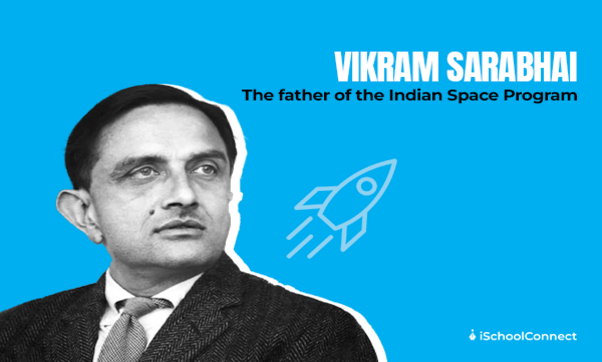 VIKRAM SARABHAI
The father of the Indian Space Program
iSchoolConnect